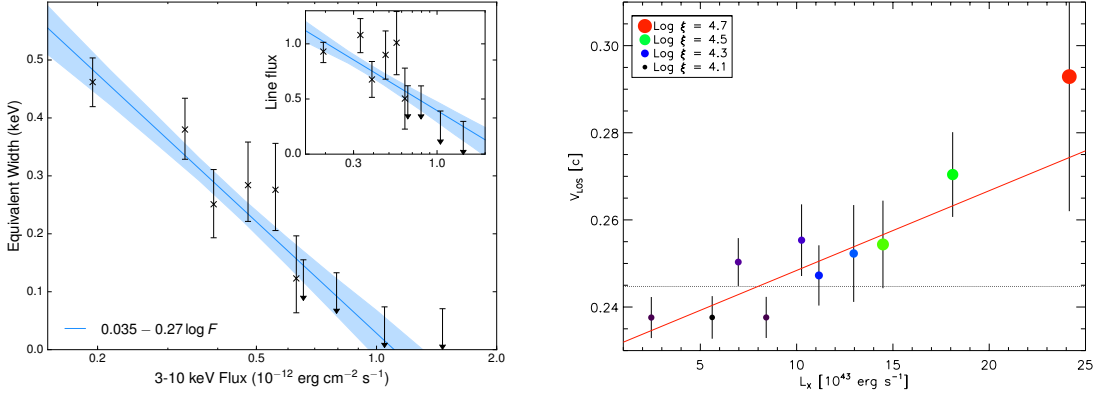 Equivalent Width (keV)
0.5
0.4
0.3
0.2
0.1
0.0
0.2
0.5
1.0
2.0
3-10 keV Flux (10⁻¹² erg cm⁻² s⁻¹)
0.035 − 0.27 log F
Line flux
1.0
0.5
0.0
0.3
1.0
Log ξ = 4.7
Log ξ = 4.5
Log ξ = 4.3
Log ξ = 4.1
V_LOS [c]
0.30
0.28
0.26
0.24
5
10
15
20
25
L_X [10⁴³ erg s⁻¹]